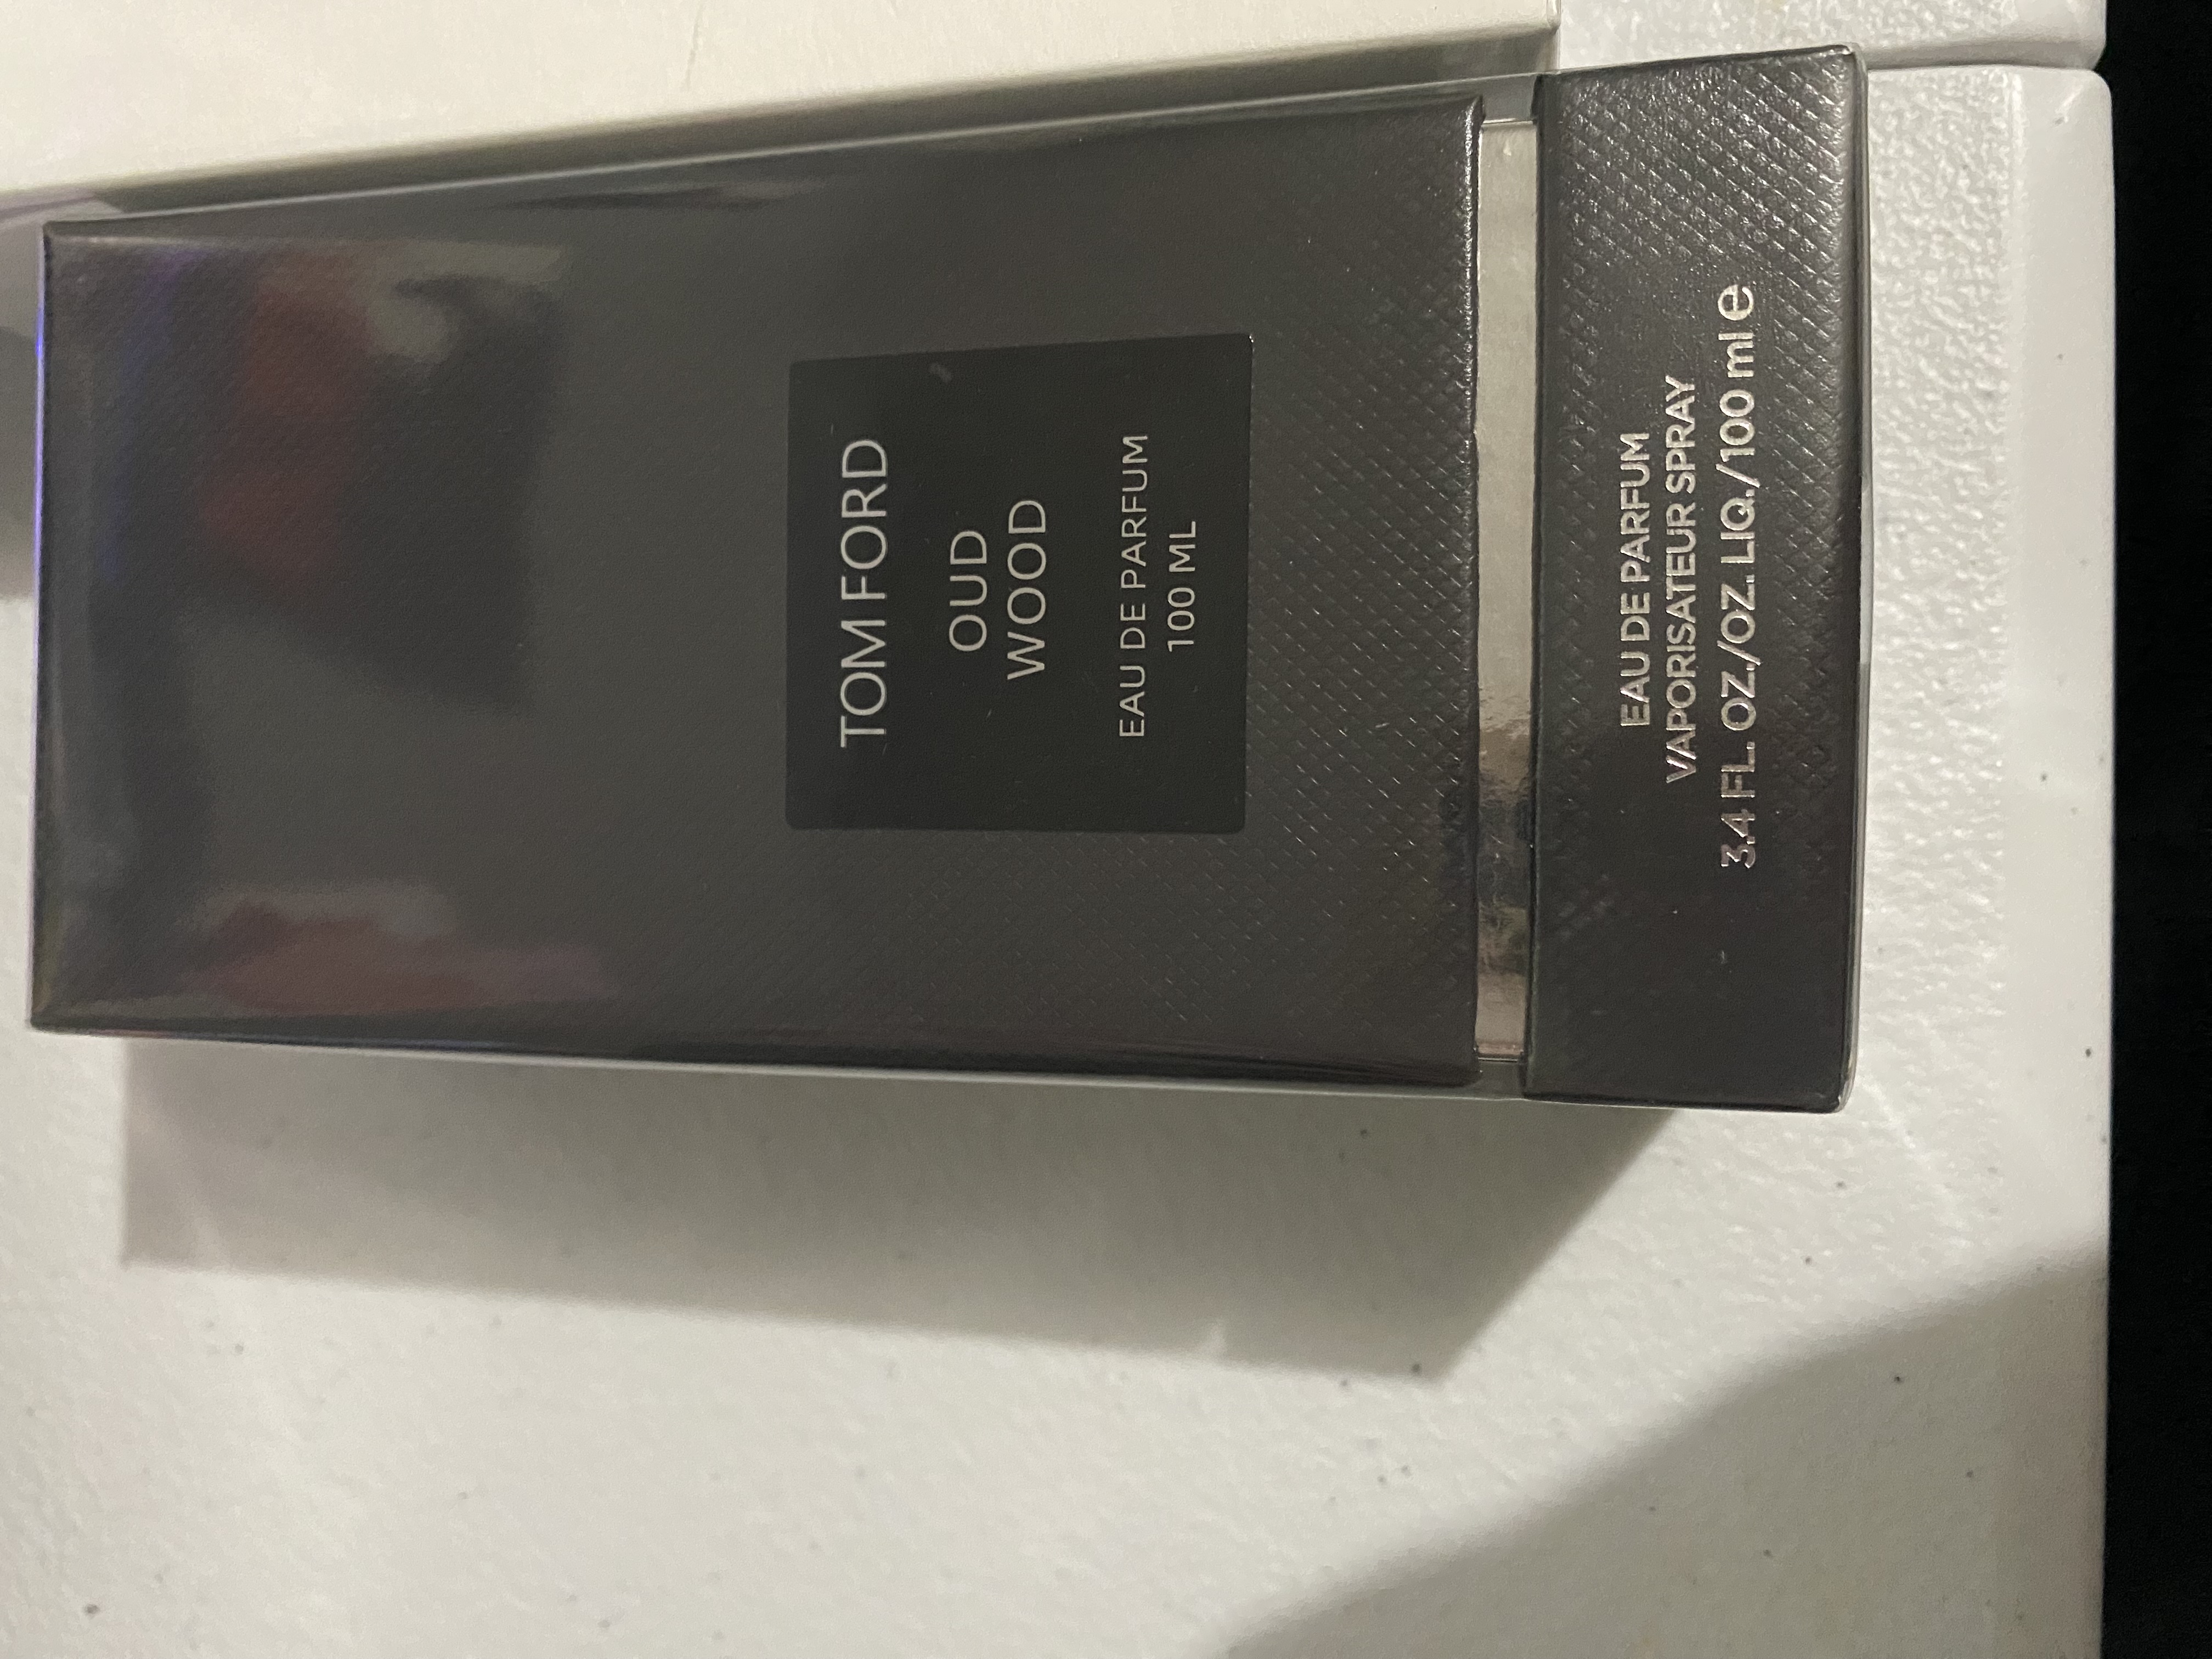 TOM FORD
OUD
WOOD
EAU DE PARFUM
100 ML
EAU DE PARFUM
VAPORISATEUR SPRAY
3.4 FL. OZ./OZ. LIQ./100 ml e